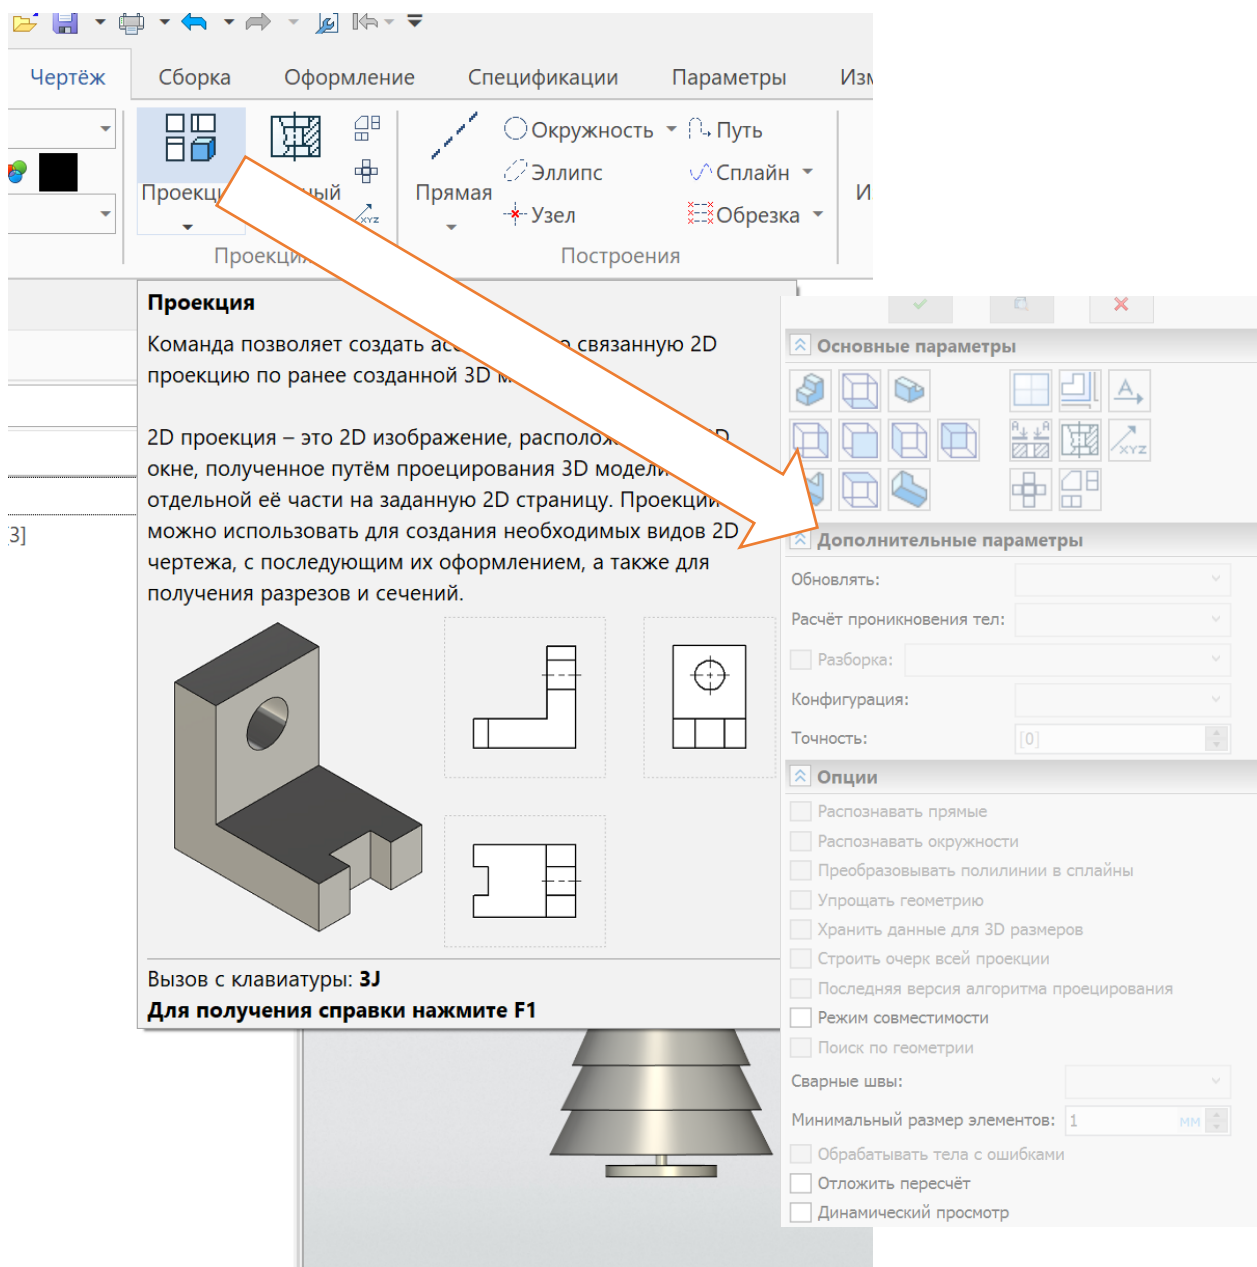 Чертёж Сборка Оформление Спецификации Параметры
Окружность Путь
Эллипс Сплайн
Прямая
Узел Обрезка
Построения
Проекция
Команда позволяет создать связанную 2D
проекцию по ранее созданной 3D
2D проекция – это 2D изображение,
окне, полученное путём проецирования 3D модели
отдельной её части на заданную 2D страницу. Проекции
можно использовать для создания необходимых видов 2D
чертежа, с последующим их оформлением, а также для
получения разрезов и сечений.
Вызов с клавиатуры: 3J
Для получения справки нажмите F1
3]
Основные параметры
A
A A
XYZ
XYZ
Дополнительные параметры
Обновлять:
Расчёт проникновения тел:
Разборка:
Конфигурация:
Точность: [0]
Опции
Распознавать прямые
Распознавать окружности
Преобразовывать полилинии в сплайны
Упрощать геометрию
Хранить данные для 3D размеров
Строить очерк всей проекции
Последняя версия алгоритма проецирования
Режим совместимости
Поиск по геометрии
Сварные швы:
Минимальный размер элементов: 1 мм
Обрабатывать тела с ошибками
Отложить пересчёт
Динамический просмотр